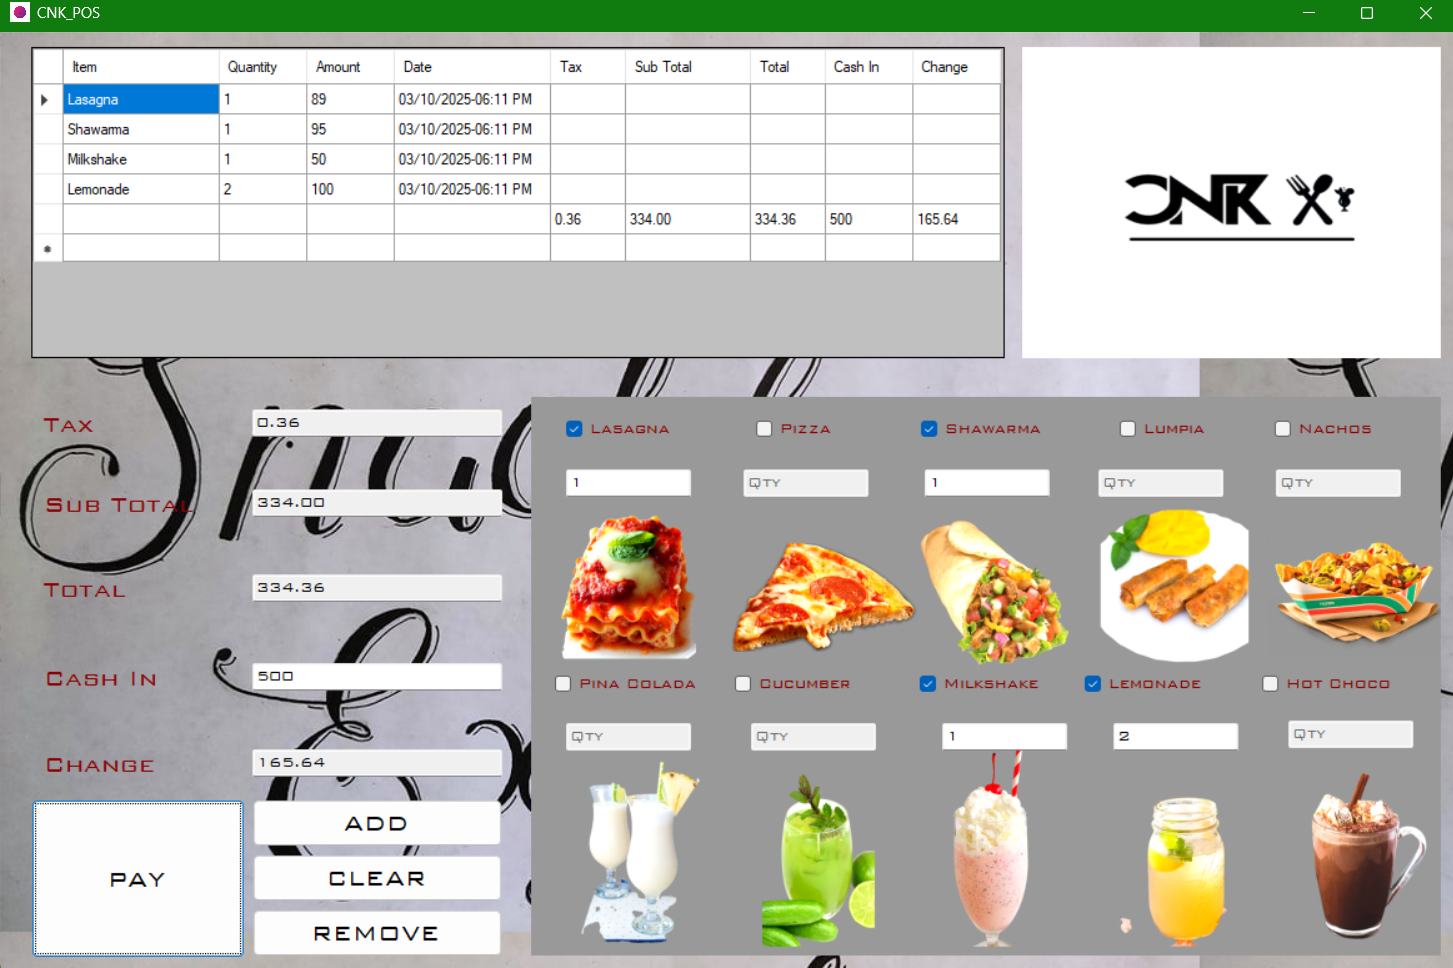 CNK_POS
Item Quantity Amount Date Tax Sub Total Total Cash In Change
Lasagna 1 89 03/10/2025-06:11 PM
Shawarma 1 95 03/10/2025-06:11 PM
Milkshake 1 50 03/10/2025-06:11 PM
Lemonade 2 100 03/10/2025-06:11 PM
0.36 334.00 334.36 500 165.64
CNK
Tax 0.36
Sub Total 334.00
Total 334.36
Cash In 500
Change 165.64
PAY
ADD
CLEAR
REMOVE
Lasagna Pizza Shawarma Lumpia Nachos
1 Qty 1 Qty Qty
Pina Colada Cucumber Milkshake Lemonade Hot Choco
Qty Qty 1 2 Qty